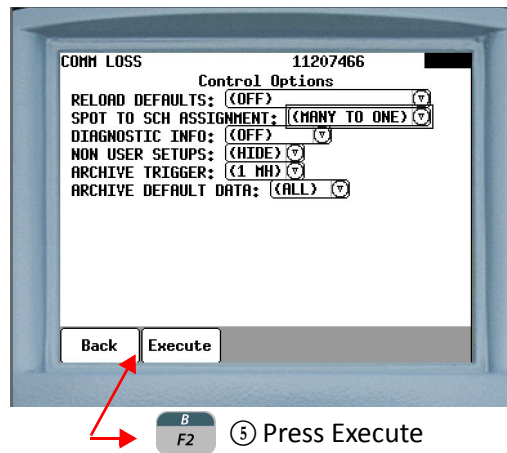 COMM LOSS 11207466
Control Options
RELOAD DEFAULTS: (OFF)
SPOT TO SCH ASSIGNMENT: (MANY TO ONE)
DIAGNOSTIC INFO: (OFF)
NON USER SETUPS: (HIDE)
ARCHIVE TRIGGER: (1 MH)
ARCHIVE DEFAULT DATA: (ALL)
Back Execute
B
F2 ⑤ Press Execute